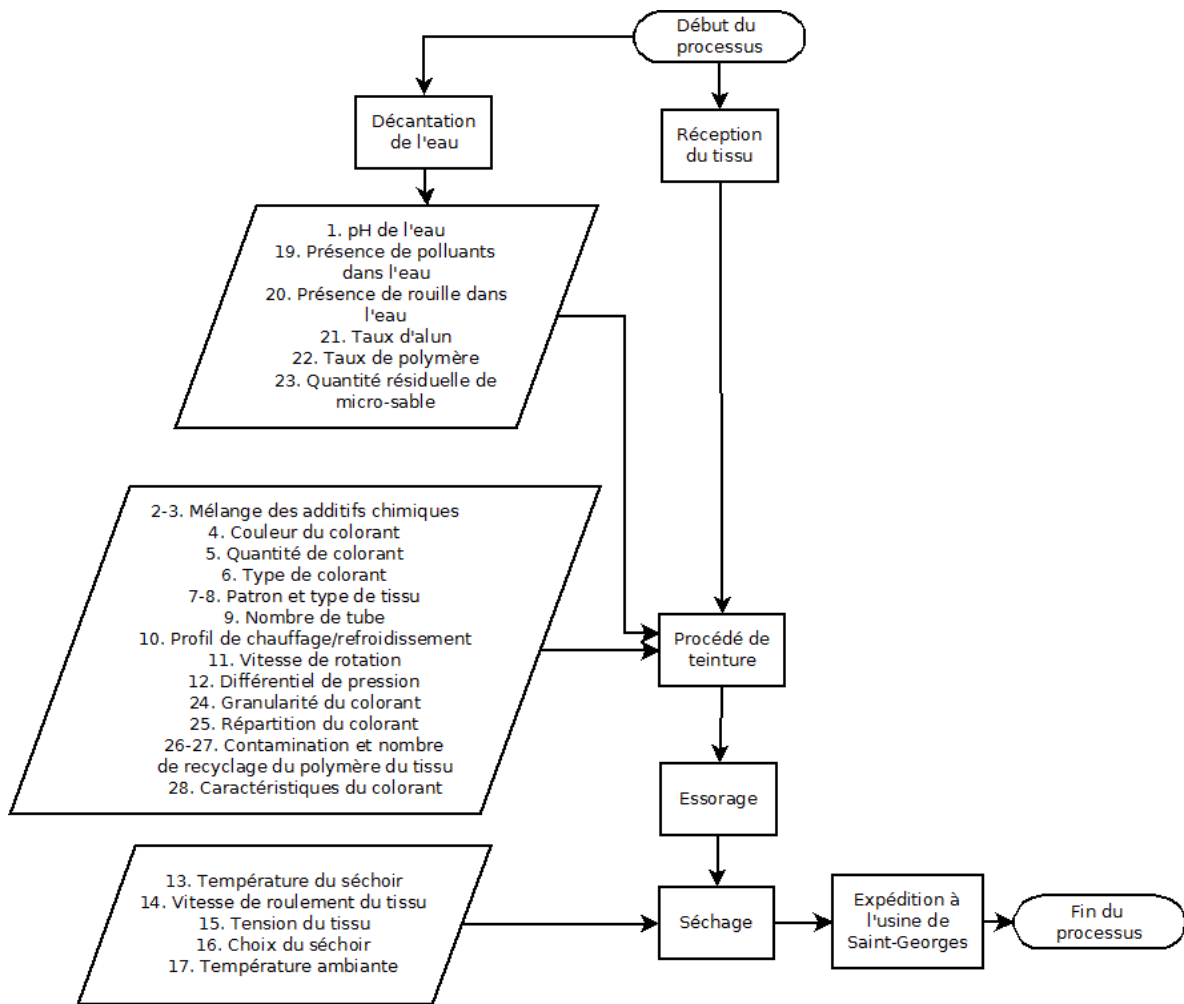 Début du
processus
Décantation
de l'eau
Réception
du tissu
1. pH de l'eau
19. Présence de polluants
dans l'eau
20. Présence de rouille dans
l'eau
21. Taux d'alun
22. Taux de polymère
23. Quantité résiduelle de
micro-sable
2-3. Mélange des additifs chimiques
4. Couleur du colorant
5. Quantité de colorant
6. Type de colorant
7-8. Patron et type de tissu
9. Nombre de tube
10. Profil de chauffage/refroidissement
11. Vitesse de rotation
12. Différentiel de pression
24. Granularité du colorant
25. Répartition du colorant
26-27. Contamination et nombre
de recyclage du polymère du tissu
28. Caractéristiques du colorant
Procédé de
teinture
Essorage
13. Température du séchoir
14. Vitesse de roulement du tissu
15. Tension du tissu
16. Choix du séchoir
17. Température ambiante
Séchage
Expédition à
l'usine de
Saint-Georges
Fin du
processus